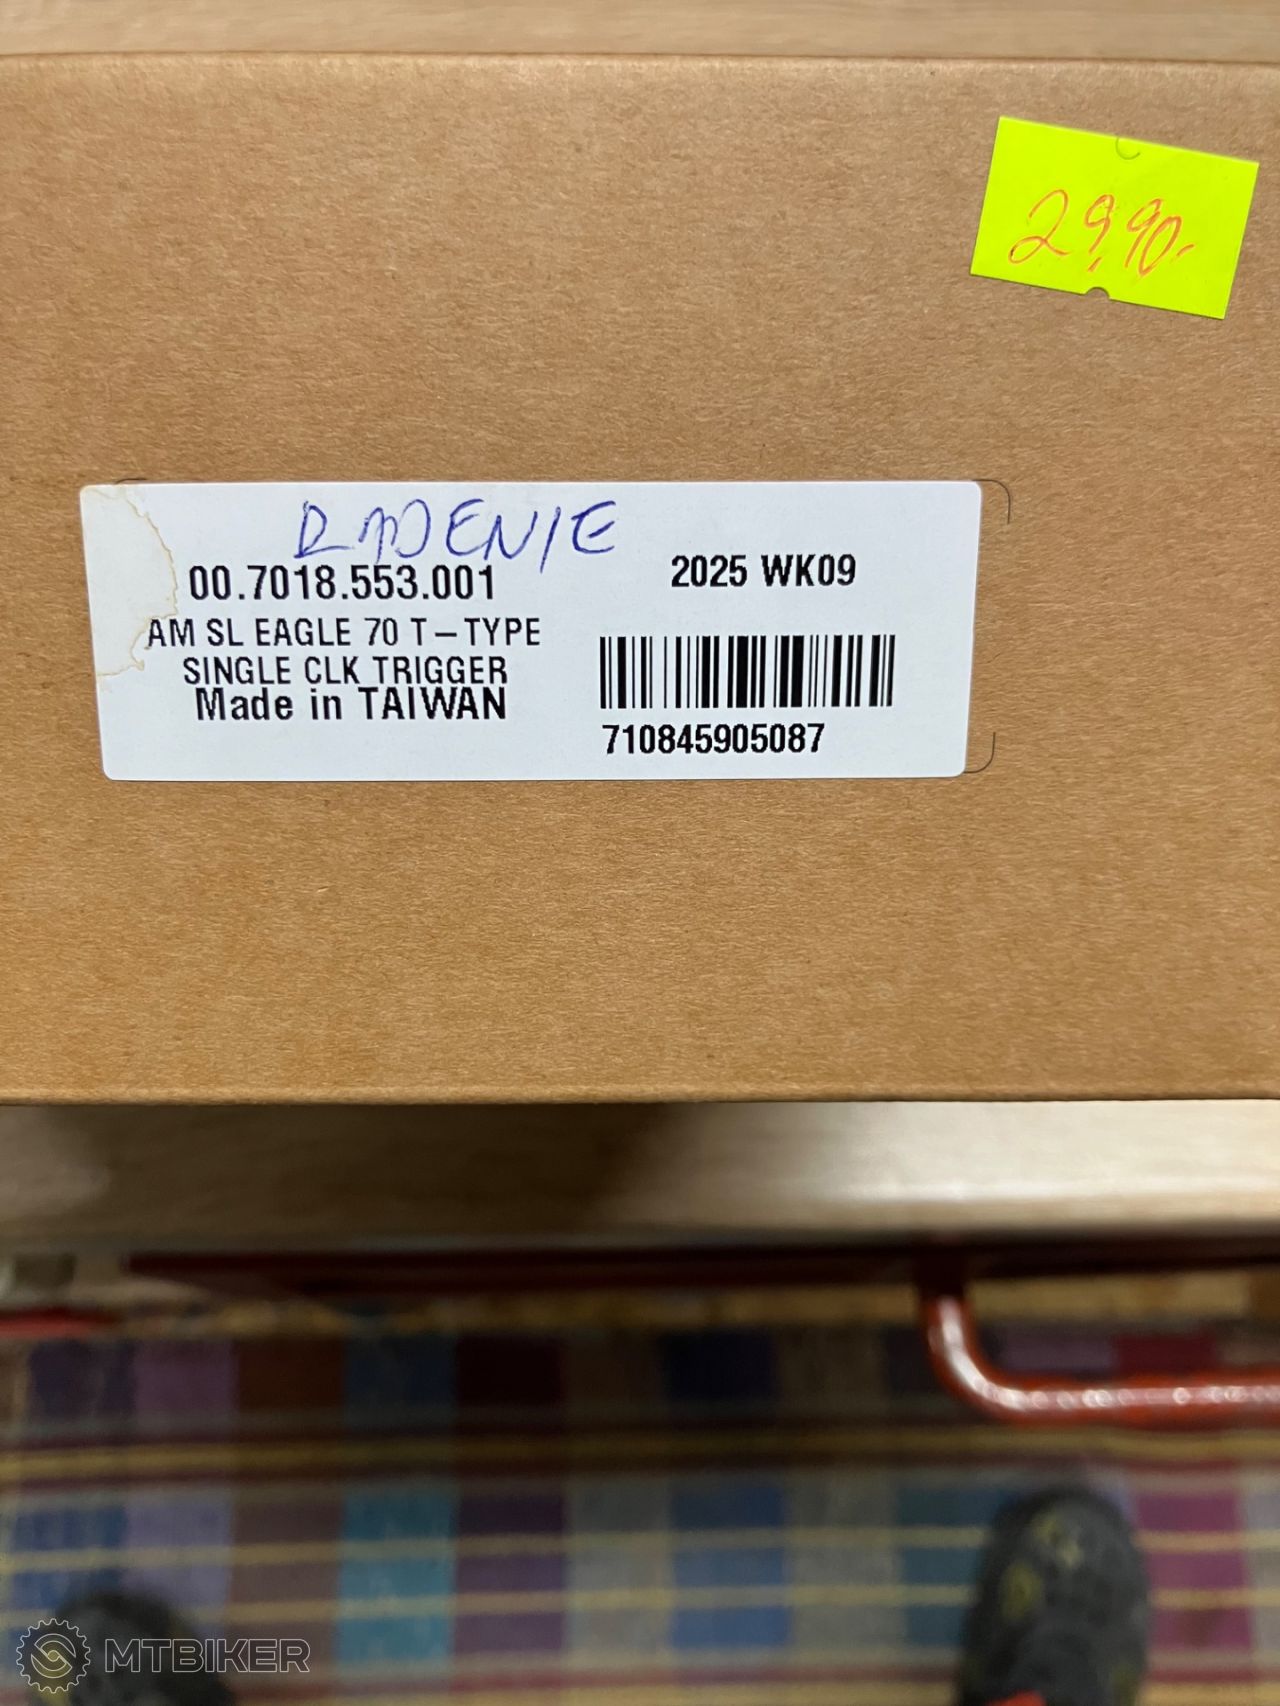 29,90,-
RADENIE
00.7018.553.001
2025 WK09
AM SL EAGLE 70 T-TYPE
SINGLE CLK TRIGGER
Made in TAIWAN
710845905087
MTBIKER